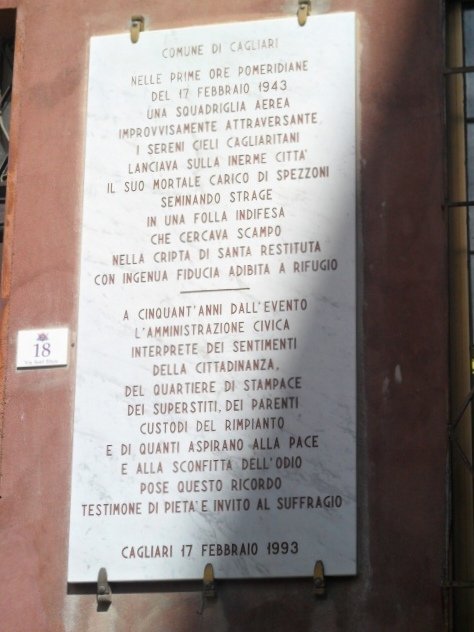 COMUNE DI CAGLIARI
NELLE PRIME ORE POMERIDIANE
DEL 17 FEBBRAIO 1943
UNA SQUADRIGLIA AEREA
IMPROVVISAMENTE ATTRAVERSANTE
I SERENI CIELI CAGLIARITANI
LANCIAVA SULLA INERME CITTA'
IL SUO MORTALE CARICO DI SPEZZONI
SEMINANDO STRAGE
IN UNA FOLLA INDIFESA
CHE CERCAVA SCAMPO
NELLA CRIPTA DI SANTA RESTITUTA
CON INGENUA FIDUCIA ADIBITA A RIFUGIO
A CINQUANT'ANNI DALL'EVENTO
L'AMMINISTRAZIONE CIVICA
INTERPRETE DEI SENTIMENTI
DELLA CITTADINANZA,
DEL QUARTIERE DI STAMPACE
DEI SUPERSTITI, DEI PARENTI
CUSTODI DEL RIMPIANTO
E DI QUANTI ASPIRANO ALLA PACE
E ALLA SCONFITTA DELL'ODIO
POSE QUESTO RICORDO
TESTIMONE DI PIETA' E INVITO AL SUFFRAGIO
CAGLIARI 17 FEBBRAIO 1993
18